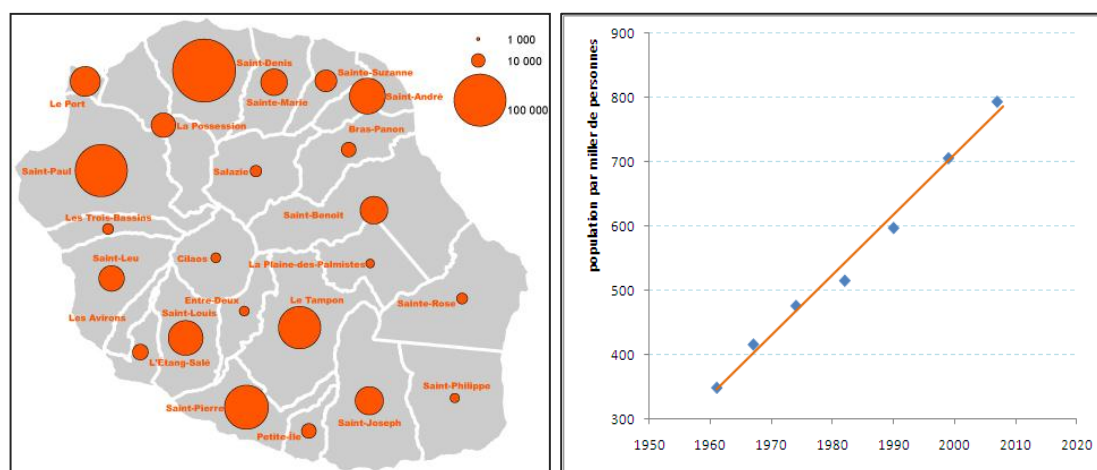 1 000
Saint-Denis
Sainte-Suzanne
10 000
Le Port
Sainte-Marie
Saint-André
100 000
La Possession
Bras-Panon
Saint-Paul
Salazie
Les Trois-Bassins
Saint-Benoit
Saint-Leu
Cilaos
La Plaine-des-Palmistes
Entre-Deux
Le Tampon
Sainte-Rose
Les Avirons
Saint-Louis
L'Etang-Salé
Saint-Philippe
Saint-Pierre
Petite-Île
Saint-Joseph
population par millier de personnes
900
800
700
600
500
400
300
1950 1960 1970 1980 1990 2000 2010 2020